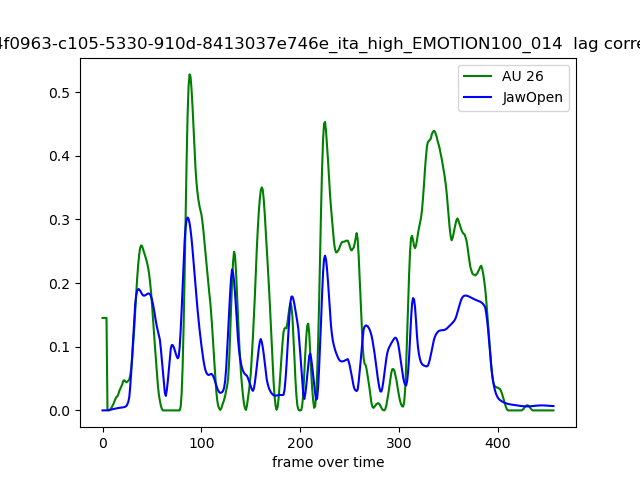 4f0963-c105-5330-910d-8413037e746e_ita_high_EMOTION100_014 lag corre
AU 26
JawOpen
0.5
0.4
0.3
0.2
0.1
0.0
0 100 200 300 400
frame over time